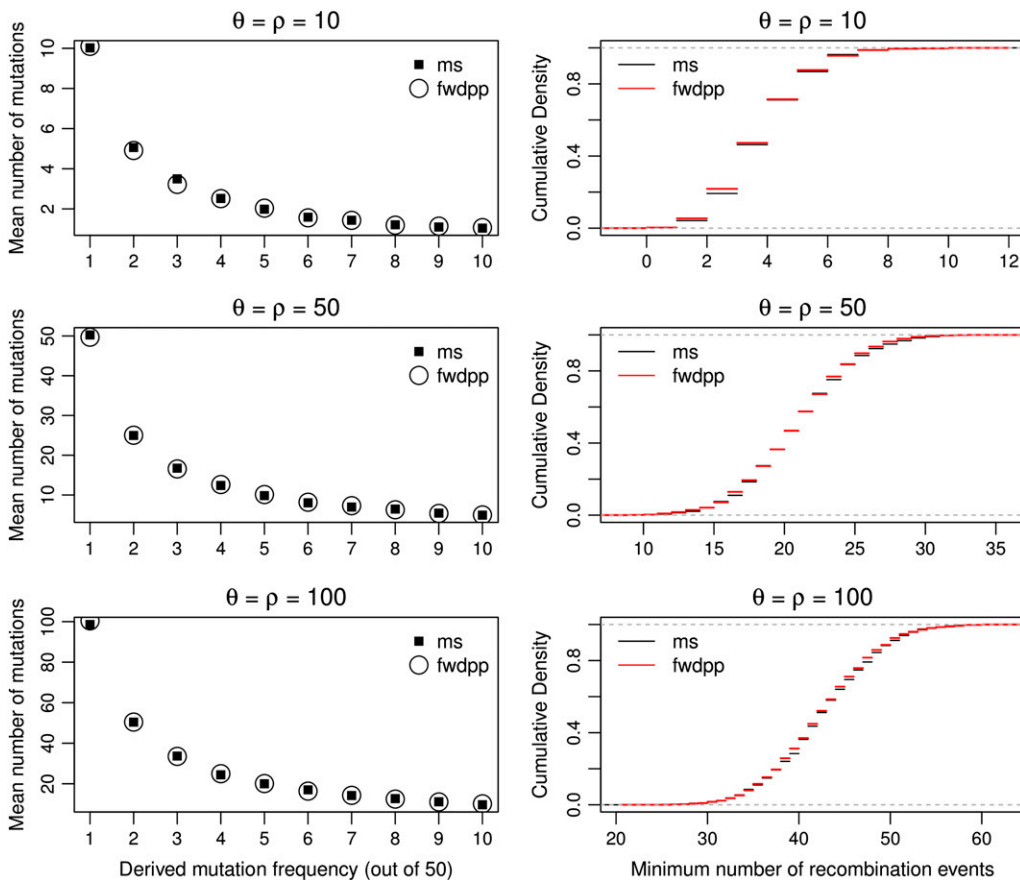 θ = ρ = 10
Mean number of mutations
10
8
6
4
2
ms
fwdpp
1 2 3 4 5 6 7 8 9 10
θ = ρ = 10
Cumulative Density
0.8
0.4
0.0
ms
fwdpp
0 2 4 6 8 10 12
θ = ρ = 50
Mean number of mutations
50
40
30
20
10
ms
fwdpp
1 2 3 4 5 6 7 8 9 10
θ = ρ = 50
Cumulative Density
0.8
0.4
0.0
ms
fwdpp
10 15 20 25 30 35
θ = ρ = 100
Mean number of mutations
100
80
60
40
20
ms
fwdpp
1 2 3 4 5 6 7 8 9 10
Derived mutation frequency (out of 50)
θ = ρ = 100
Cumulative Density
0.8
0.4
0.0
ms
fwdpp
20 30 40 50 60
Minimum number of recombination events